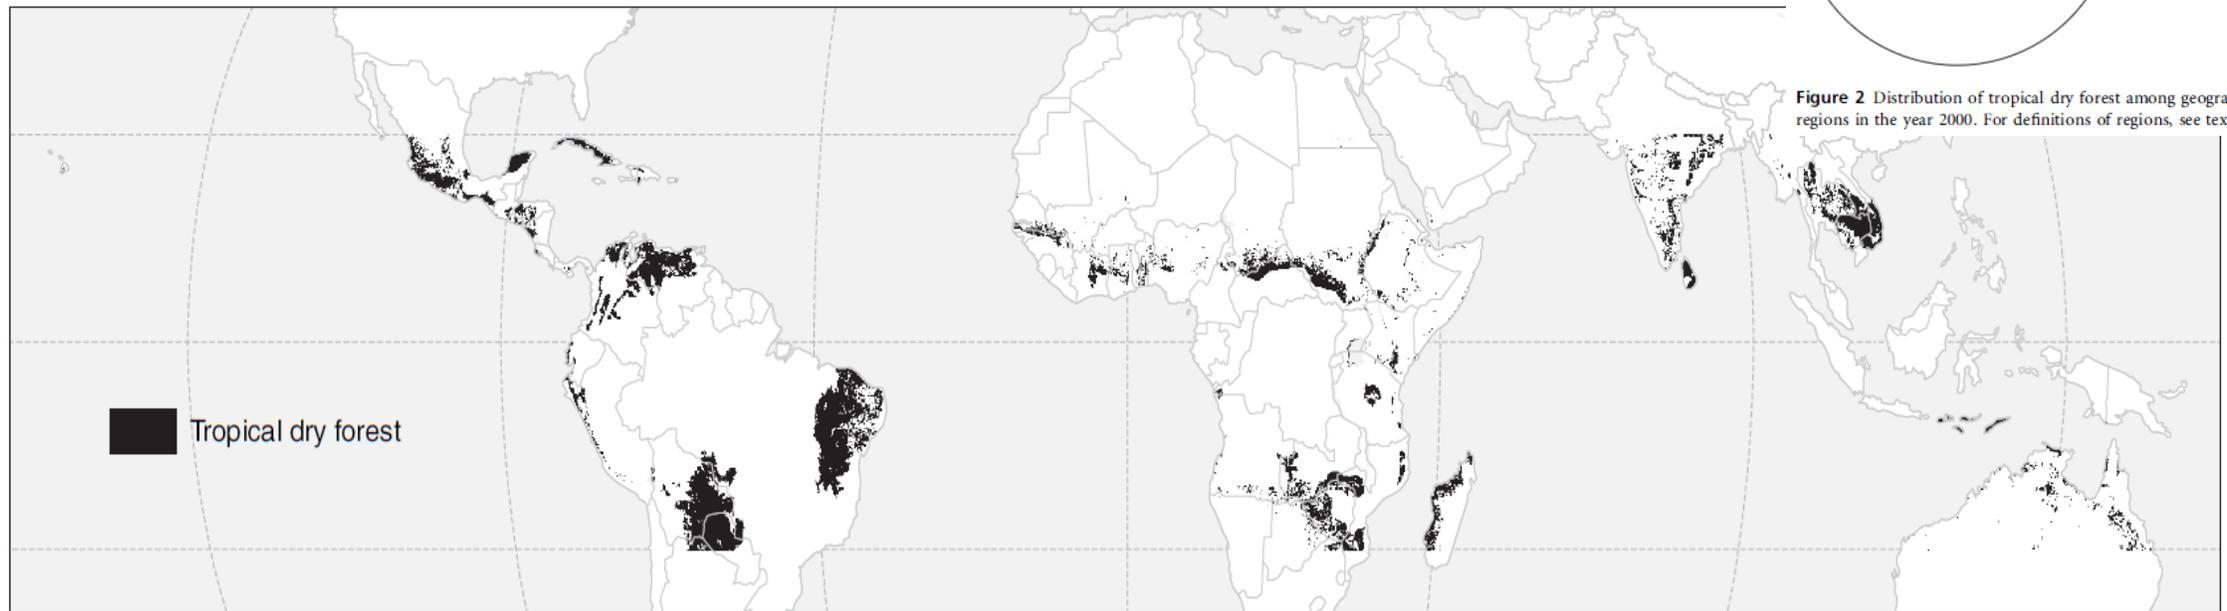 Figure 2 Distribution of tropical dry forest among geogra
regions in the year 2000. For definitions of regions, see tex
Tropical dry forest